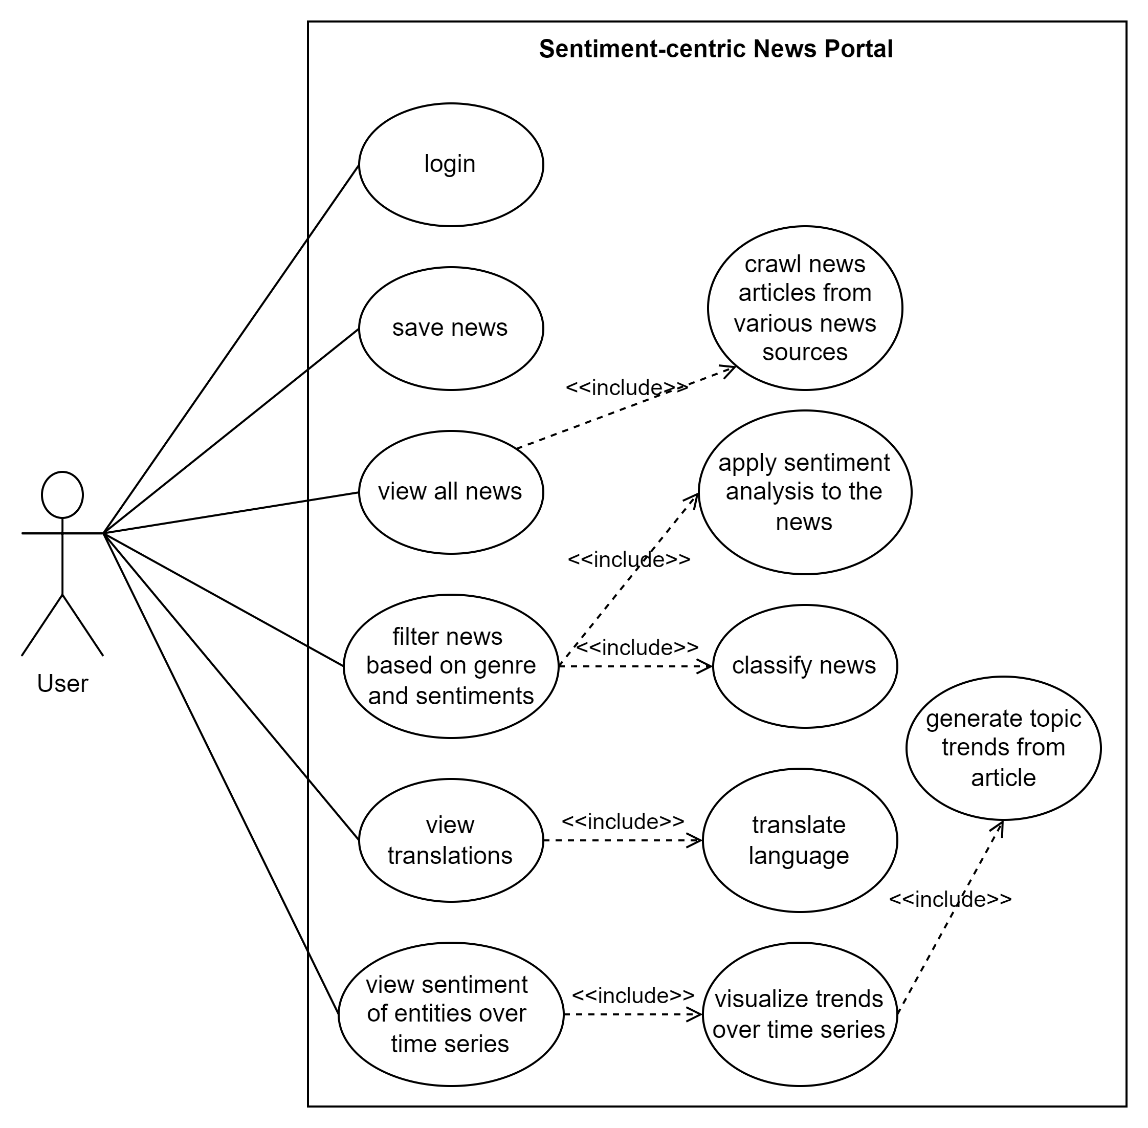 Sentiment-centric News Portal
login
save news
crawl news
articles from
various news
sources
<<include>>
view all news
apply sentiment
analysis to the
news
<<include>>
filter news
based on genre
and sentiments
<<include>>
classify news
User
generate topic
trends from
article
view
translations
<<include>>
translate
language
<<include>>
view sentiment
of entities over
time series
<<include>>
visualize trends
over time series